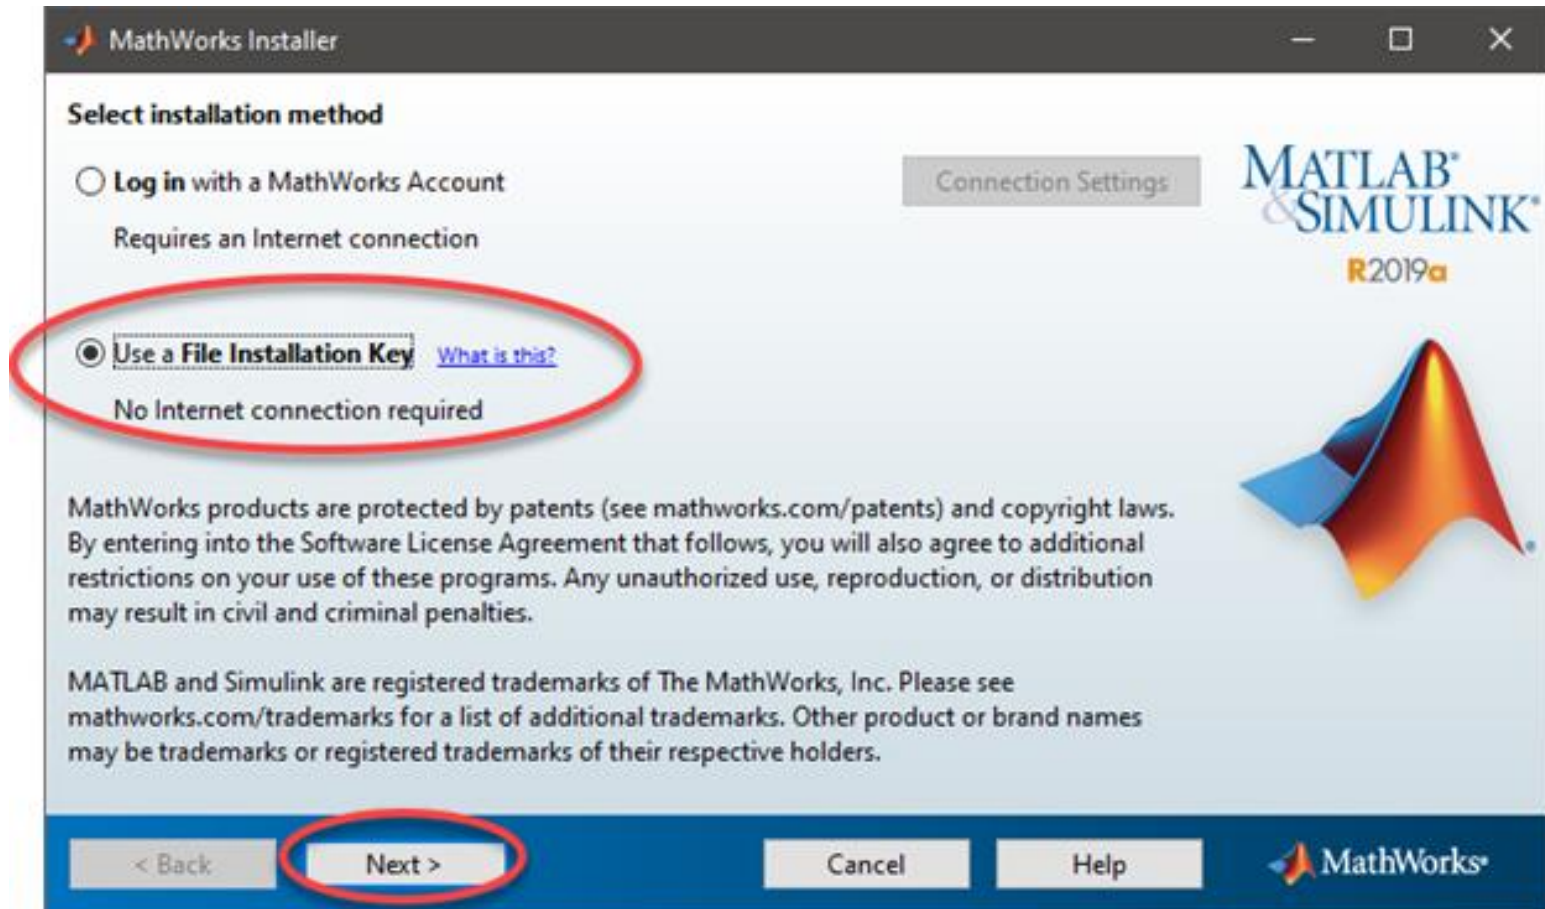 MathWorks Installer
Select installation method
Log in with a MathWorks Account
Connection Settings
Requires an Internet connection
MATLAB®
&SIMULINK®
R2019a
Use a File Installation Key What is this?
No Internet connection required
MathWorks products are protected by patents (see mathworks.com/patents) and copyright laws.
By entering into the Software License Agreement that follows, you will also agree to additional
restrictions on your use of these programs. Any unauthorized use, reproduction, or distribution
may result in civil and criminal penalties.
MATLAB and Simulink are registered trademarks of The MathWorks, Inc. Please see
mathworks.com/trademarks for a list of additional trademarks. Other product or brand names
may be trademarks or registered trademarks of their respective holders.
< Back
Next >
Cancel
Help
MathWorks®